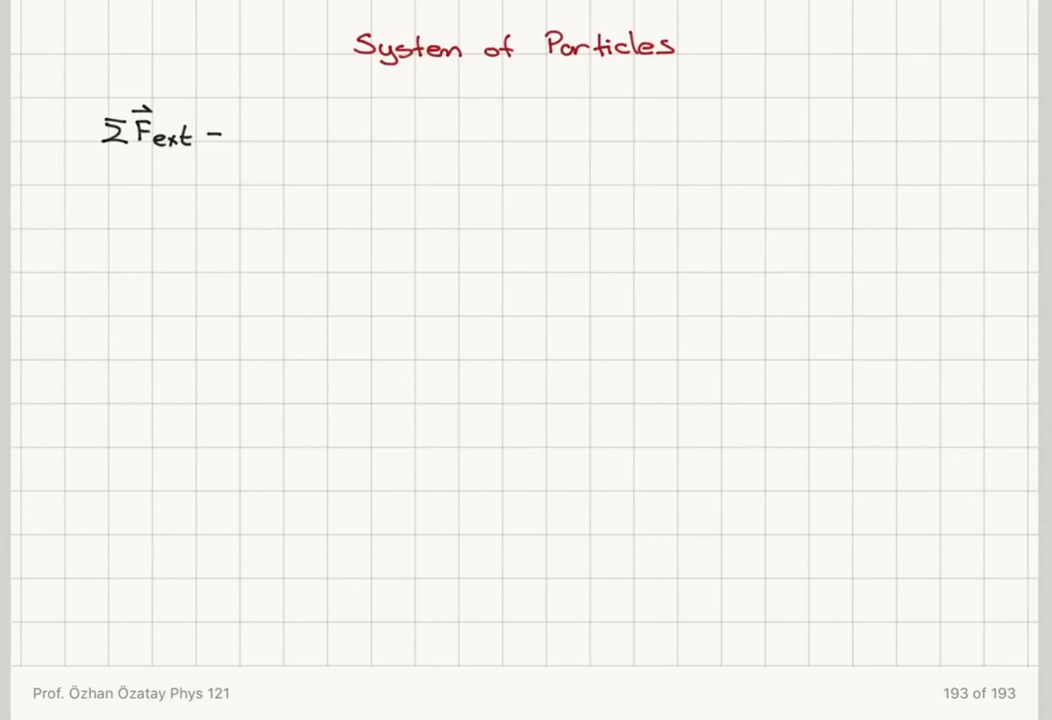 System of Particles
ΣF⃗ext -
Prof. Özhan Özatay Phys 121
193 of 193